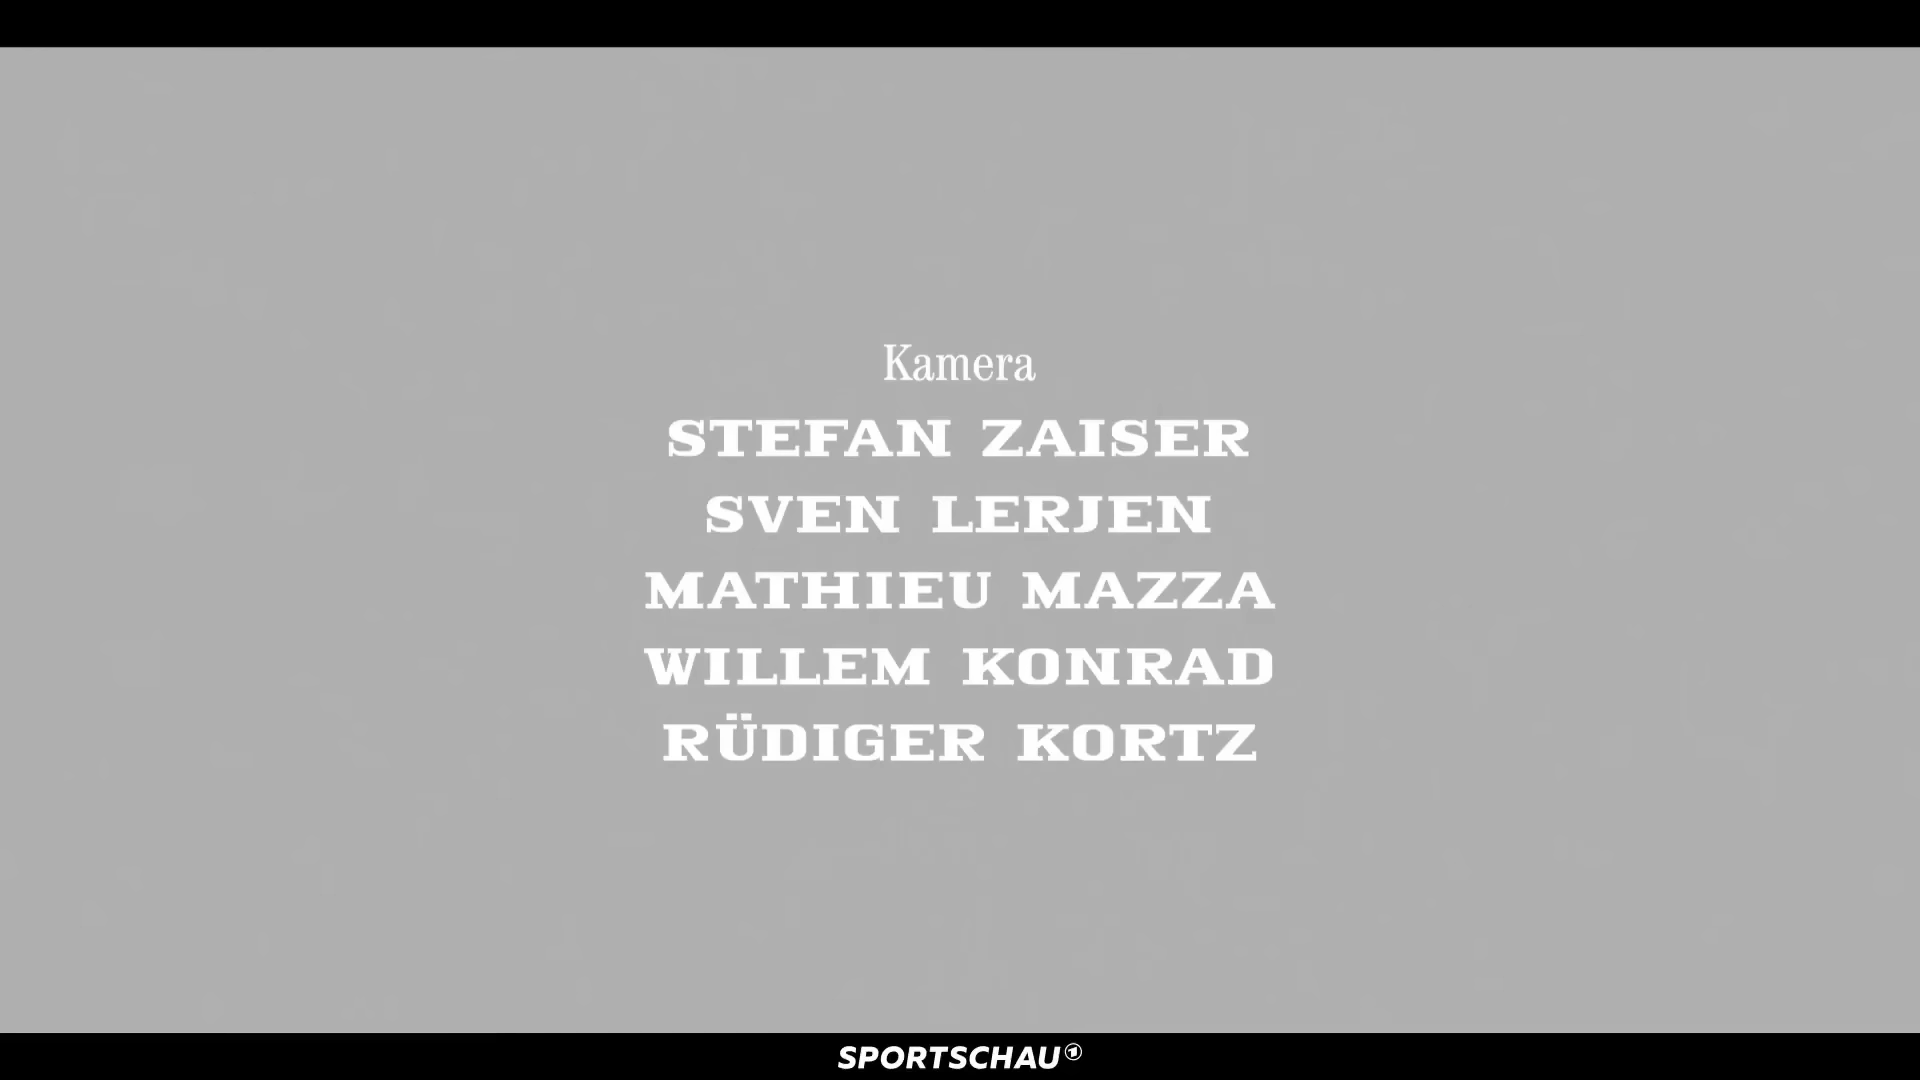 Kamera
STEFAN ZAISER
SVEN LERJEN
MATHIEU MAZZA
WILLEM KONRAD
RÜDIGER KORTZ
SPORTSCHAU